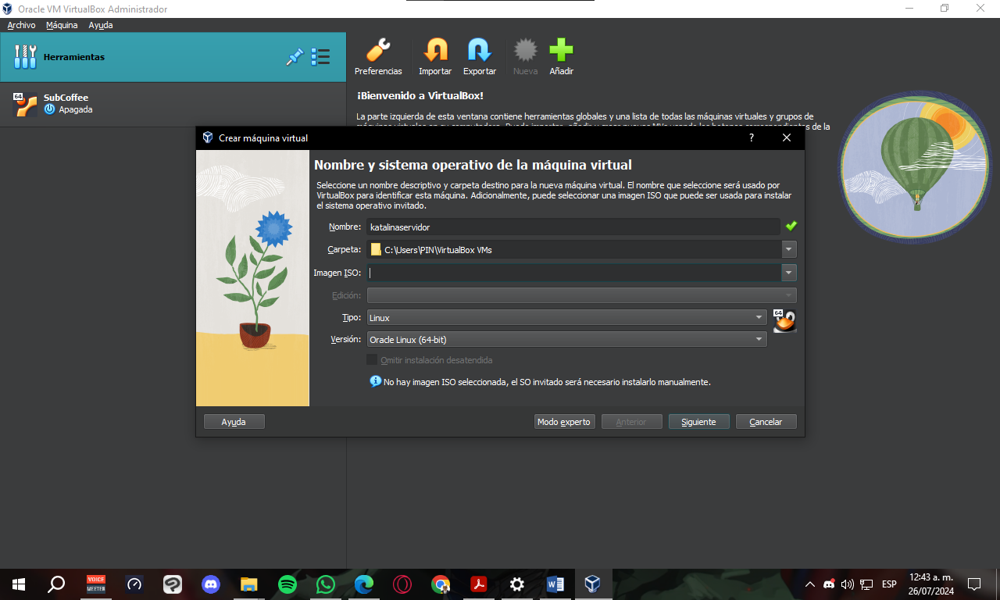 Oracle VM VirtualBox Administrador
Archivo Máquina Ayuda
Herramientas
Preferencias Importar Exportar Nueva Añadir
64
SubCoffee
Apagada
¡Bienvenido a VirtualBox!
La parte izquierda de esta ventana contiene herramientas globales y una lista de todas las máquinas virtuales y grupos de
de la
Crear máquina virtual ?
Nombre y sistema operativo de la máquina virtual
Seleccione un nombre descriptivo y carpeta destino para la nueva máquina virtual. El nombre que seleccione será usado por
VirtualBox para identificar esta máquina. Adicionalmente, puede seleccionar una imagen ISO que puede ser usada para instalar
el sistema operativo invitado.
Nombre: katalinaservidor
Carpeta: C:\Users\PIN\VirtualBox VMs
Imagen ISO:
Edición:
Tipo: Linux
64
Versión: Oracle Linux (64-bit)
Omitir instalación desatendida
No hay imagen ISO seleccionada, el SO invitado será necesario instalarlo manualmente.
Ayuda Modo experto Anterior Siguiente Cancelar
VOICE
MEETER
ESP
12:43 a. m.
26/07/2024